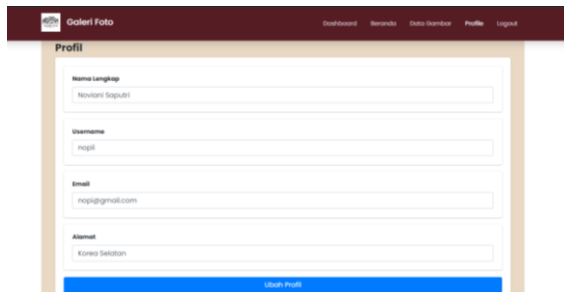 Galeri Foto
Dashboard Beranda Data Gambar Profile Logout
Profil
Nama Lengkap
Noviani Saputri
Username
nopii
Email
nopi@gmail.com
Alamat
Korea Selatan
Ubah Profil